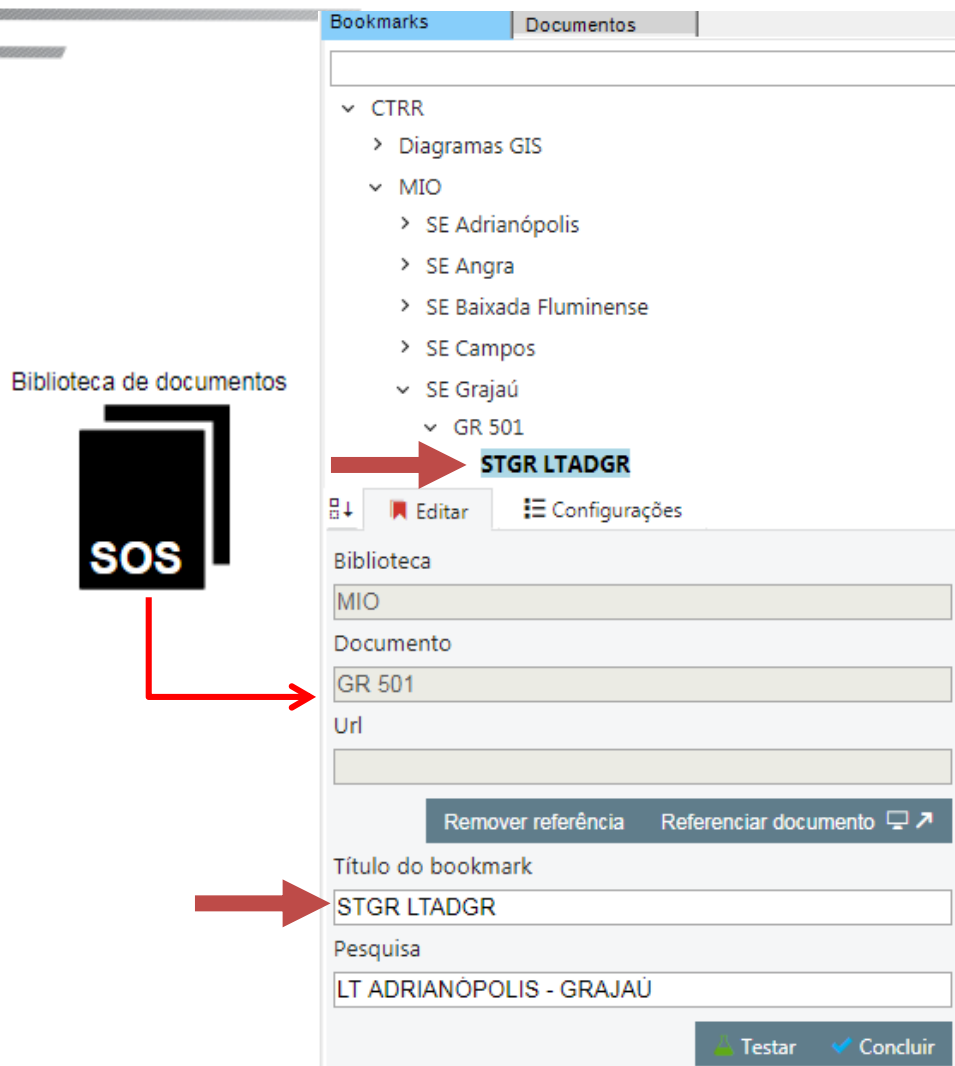 Bookmarks
Documentos
CTRR
Diagramas GIS
MIO
SE Adrianópolis
SE Angra
SE Baixada Fluminense
SE Campos
SE Grajaú
GR 501
STGR LTADGR
Biblioteca de documentos
SOS
Editar
Configurações
Biblioteca
MIO
Documento
GR 501
Url
Remover referência
Referenciar documento
Título do bookmark
STGR LTADGR
Pesquisa
LT ADRIANÓPOLIS - GRAJAÚ
Testar
Concluir